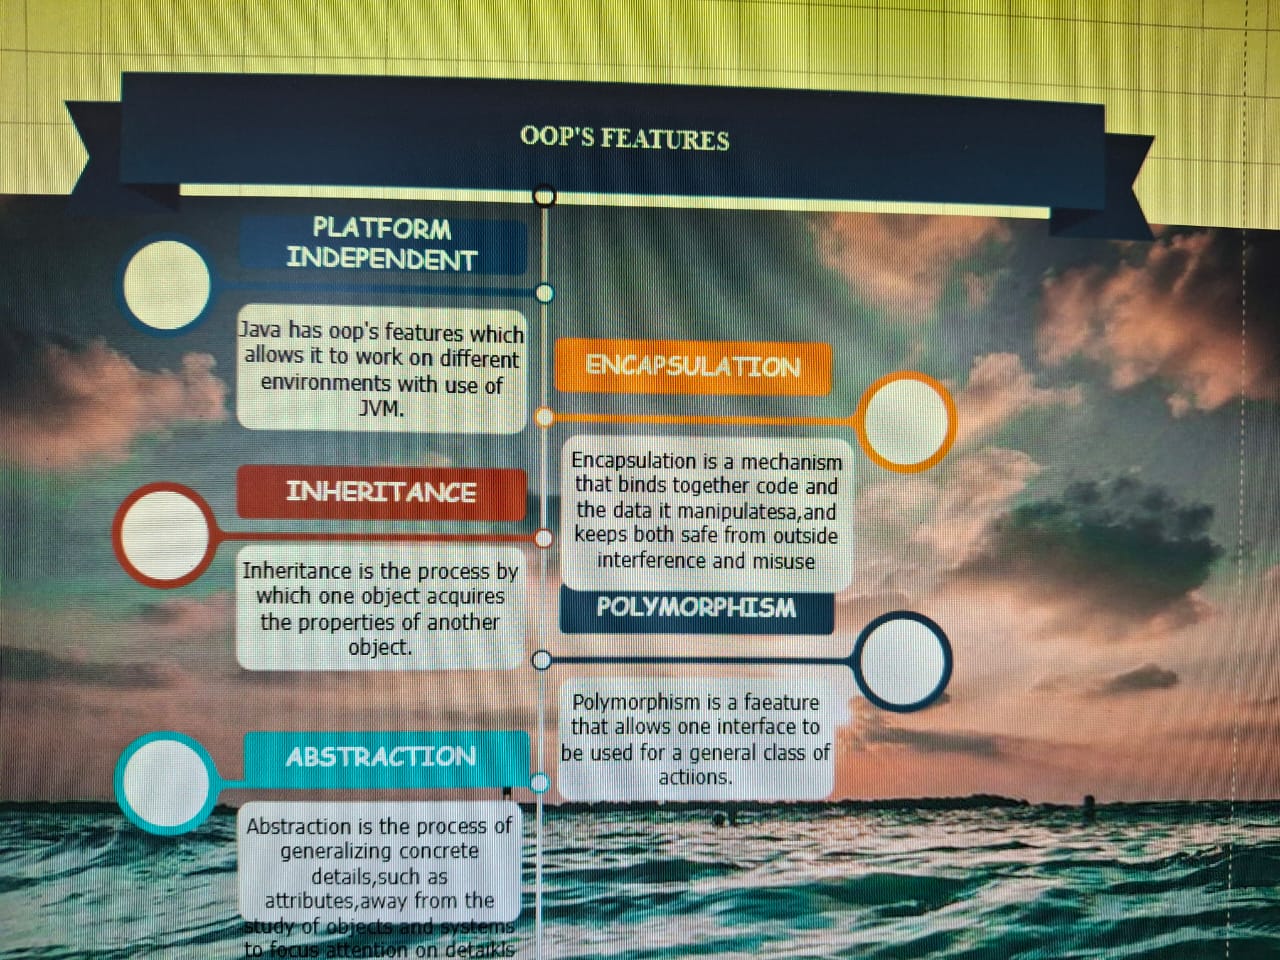 OOP'S FEATURES
PLATFORM
INDEPENDENT
Java has oop's features which
allows it to work on different
environments with use of
JVM.
ENCAPSULATION
Encapsulation is a mechanism
that binds together code and
the data it manipulatesa,and
keeps both safe from outside
interference and misuse
INHERITANCE
Inheritance is the process by
which one object acquires
the properties of another
object.
POLYMORPHISM
Polymorphism is a faeature
that allows one interface to
be used for a general class of
actiions.
ABSTRACTION
Abstraction is the process of
generalizing concrete
details,such as
attributes,away from the
study of objects and systems
to focus attention on detaikls